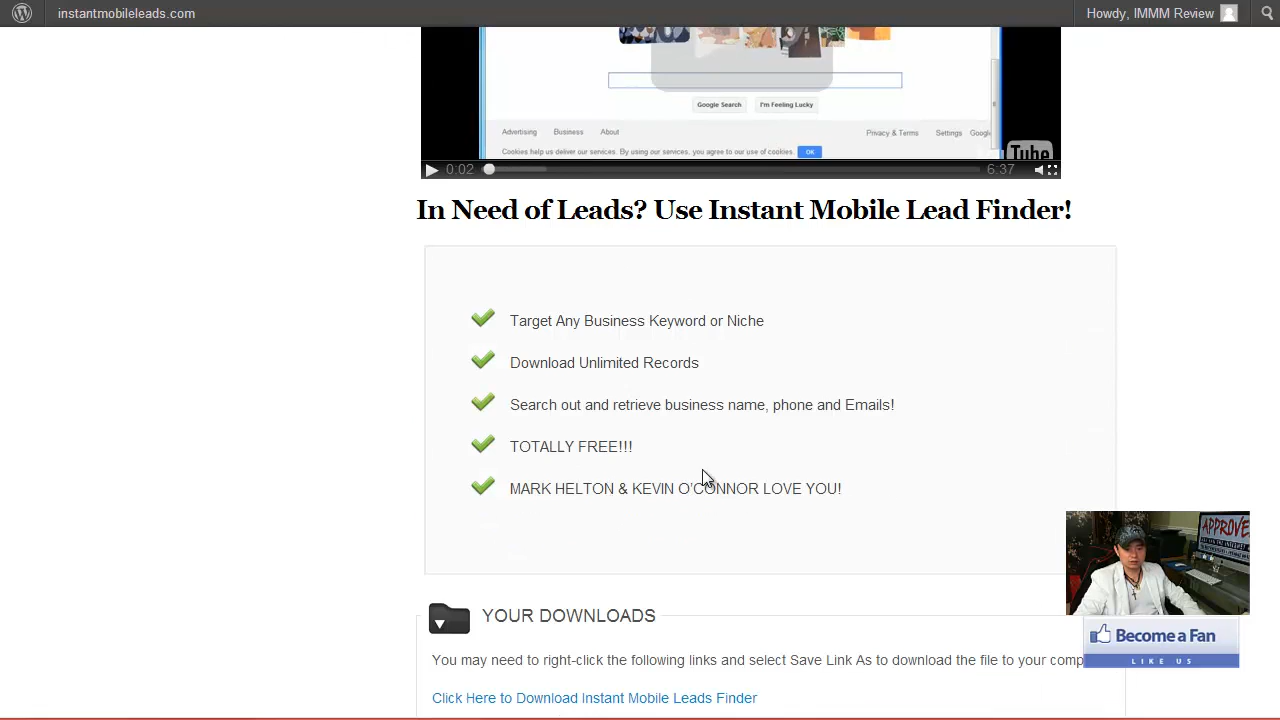 instantmobileleads.com
Howdy, IMMM Review
Google Search
I'm Feeling Lucky
Advertising Business About
Privacy & Terms Settings
Cookies help us deliver our services. By using our services, you agree to our use of cookies. OK
Tube
0:02
6:37
In Need of Leads? Use Instant Mobile Lead Finder!
Target Any Business Keyword or Niche
Download Unlimited Records
Search out and retrieve business name, phone and Emails!
TOTALLY FREE!!!
MARK HELTON & KEVIN O'CONNOR LOVE YOU!
APPROVE
Become a Fan
LIKE US
YOUR DOWNLOADS
You may need to right-click the following links and select Save Link As to download the file to your comp
Click Here to Download Instant Mobile Leads Finder